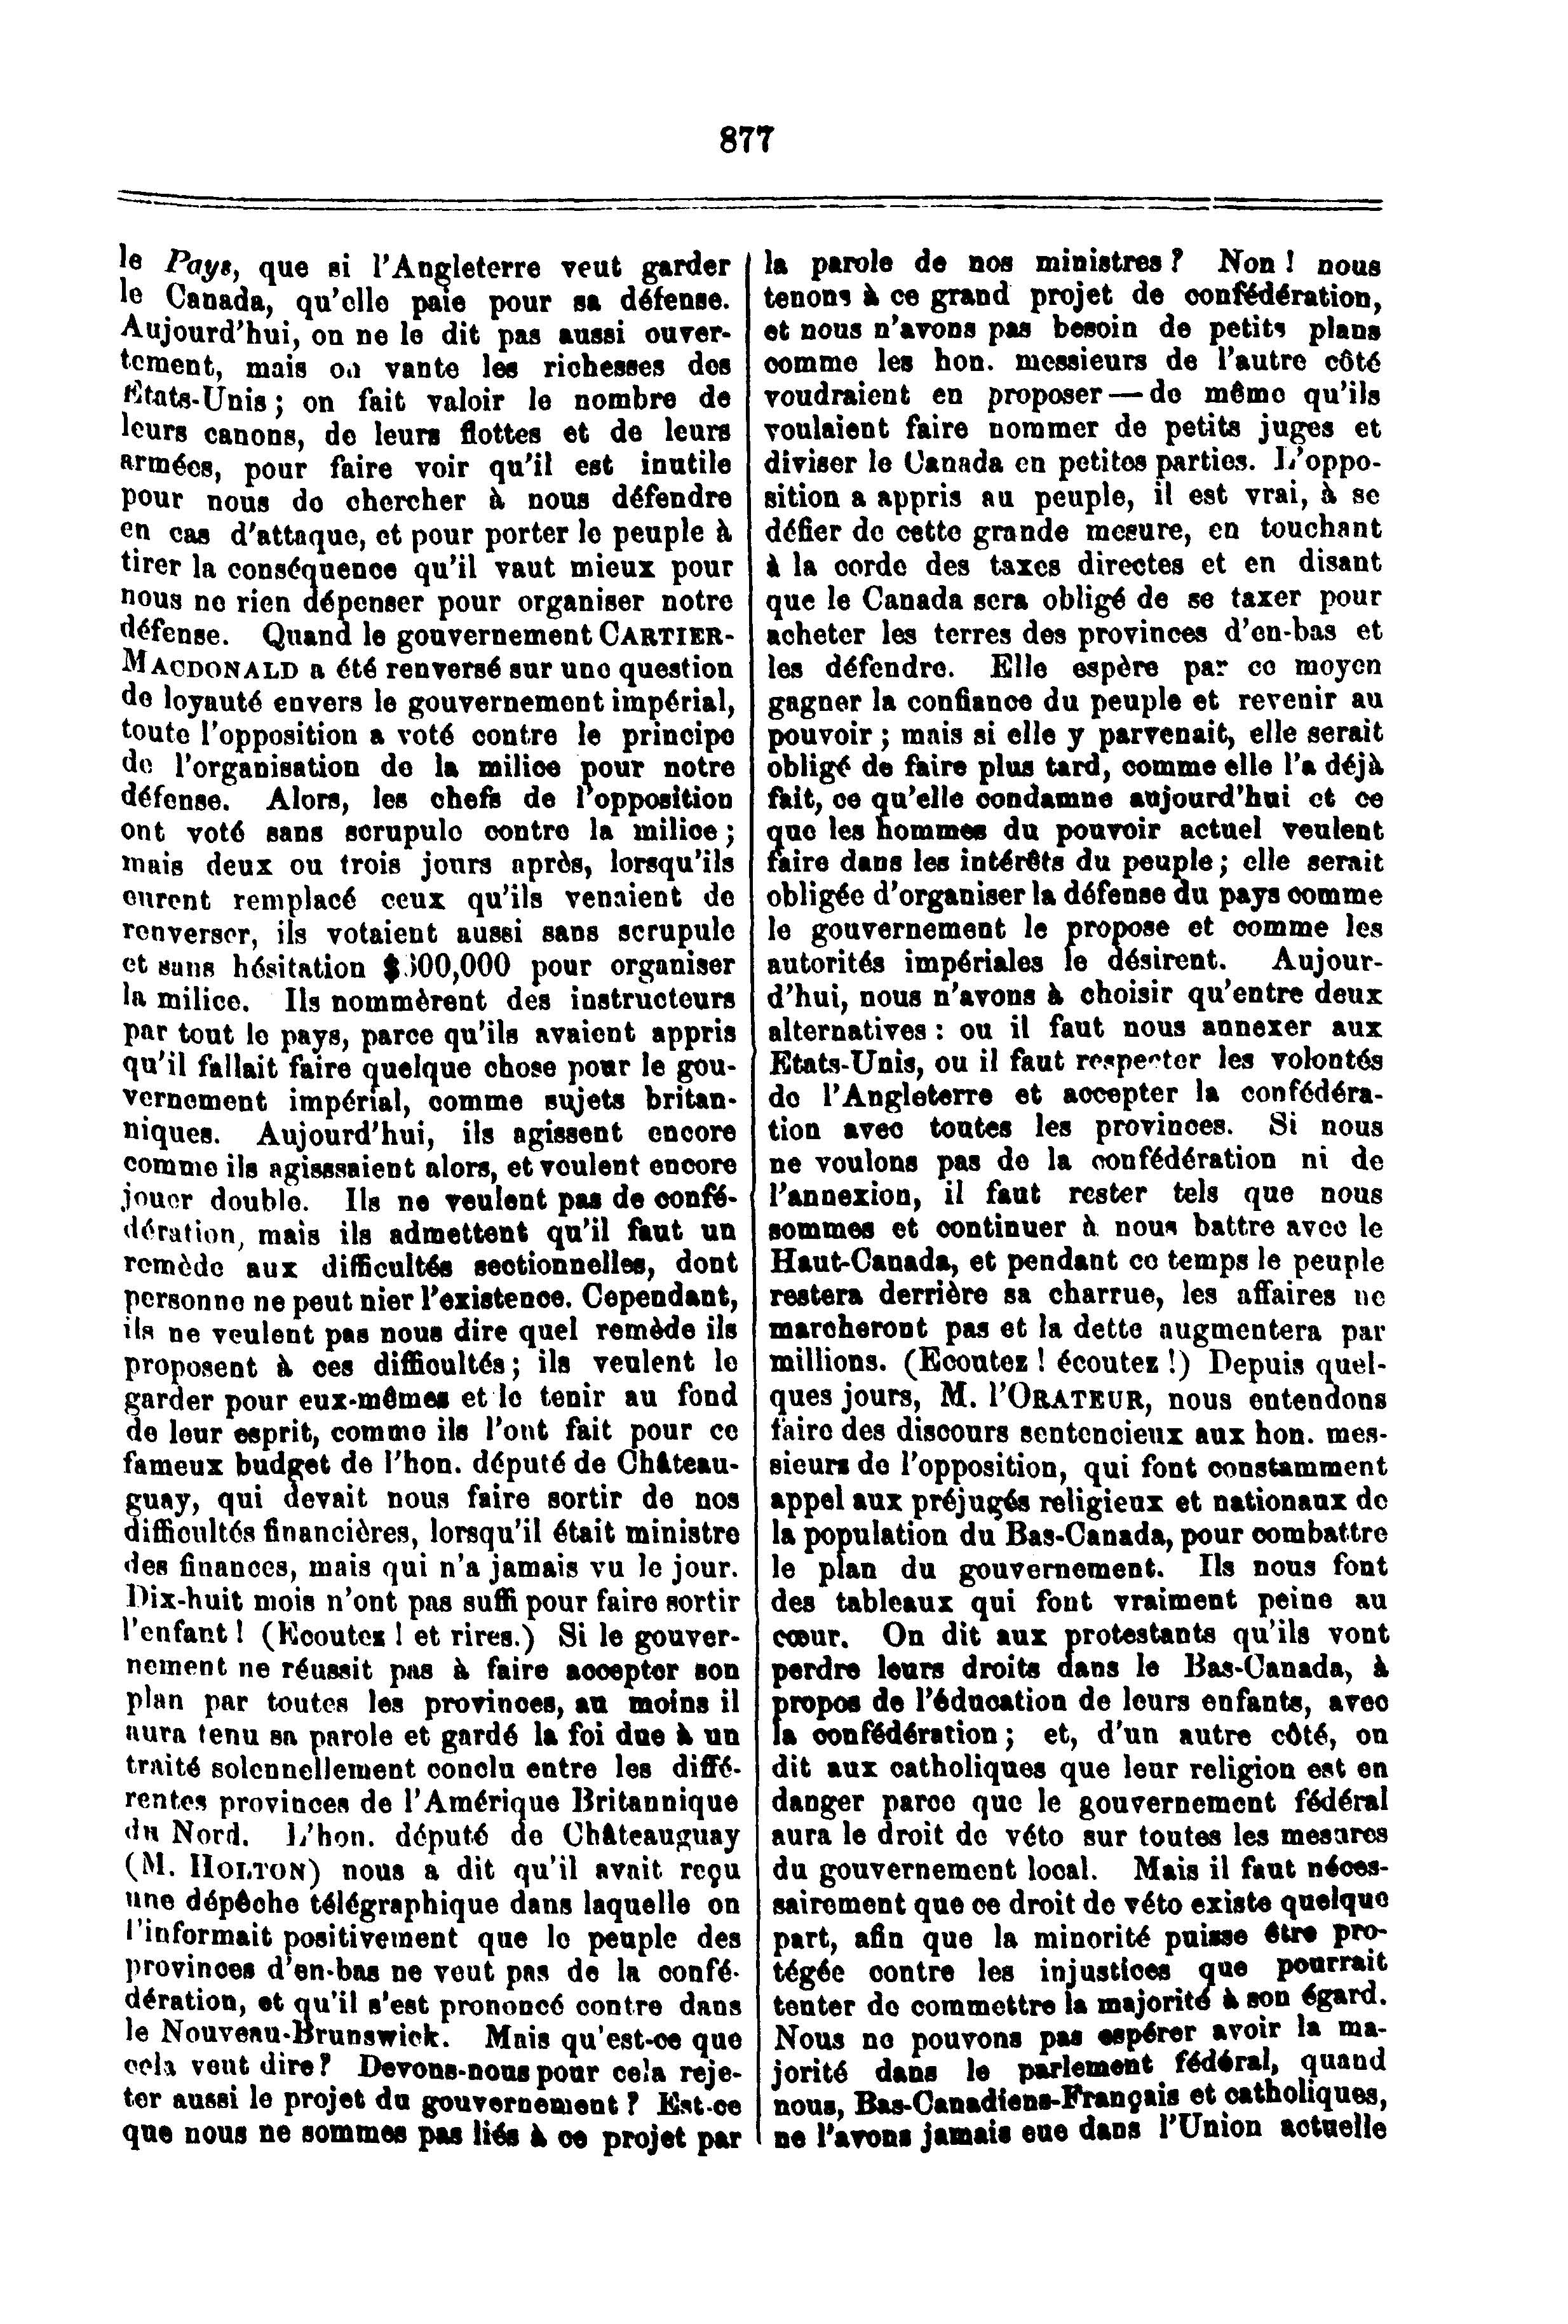 877
le Pays, que si l'Angleterre veut garder
le Canada, qu'elle paie pour sa défense.
Aujourd'hui, on ne le dit pas aussi ouver-
tement, mais on vante les richesses des
Etats-Unis ; on fait valoir le nombre de
leurs canons, de leurs flottes et de leurs
armées, pour faire voir qu'il est inutile
pour nous de chercher à nous défendre
en cas d'attaque, et pour porter le peuple à
tirer la conséquence qu'il vaut mieux pour
nous ne rien dépenser pour organiser notre
défense. Quand le gouvernement CARTIER-
MACDONALD a été renversé sur une question
de loyauté envers le gouvernement impérial,
toute l'opposition a voté contre le principe
de l'organisation de la milice pour notre
défense. Alors, les chefs de l'opposition
ont voté sans scrupule contre la milice ;
mais deux ou trois jours après, lorsqu'ils
eurent remplacé ceux qu'ils venaient de
renverser, ils votaient aussi sans scrupule
et sans hésitation pour organiser
la milice. Ils nommèrent des instructeurs
par tout le pays, parce qu'ils avaient appris
qu'il fallait faire quelque chose pour le gou-
vernement impérial, comme sujets britan-
niques. Aujourd'hui, ils agissent encore
comme ils agisssaient alors, et veulent encore
jouer double. Ils ne veulent pas de confé-
dération, mais ils admettent qu'il faut un
remède aux difficultés sectionnelles, dont
personne ne peut nier l'existence. Cependant,
ils ne veulent pas nous dire quel remède ils
proposent à ces difficultés ; ils veulent le
garder pour eux-mêmes et le tenir au fond
de leur esprit, comme ils l'ont fait pour ce
fameux budget de l'hon. député de Château-
guay, qui devait nous faire sortir de nos
difficultés financières, lorsqu'il était ministre
des finances, mais qui n'a jamais vu le jour.
Dix-huit mois n'ont pas suffi pour faire sortir
l'enfant ! (Ecoutez ! et rires.) Si le gouver-
nement ne réussit pas à faire accepter son
plan par toutes les provinces, au moins il
aura tenu sa parole et gardé la foi due à un
traité solennellement conclu entre les diffé-
rentes provinces de l'Amérique Britannique
du Nord. L'hon. député de Châteauguay
(M. HOLTON) nous a dit qu'il avait reçu
une dépêche télégraphique dans laquelle on
l'informait positivement que le peuple des
provinces d'en-bas ne veut pas de la confé-
dération, et qu'il s'est prononcé contre dans
le Nouveau-Brunswick. Mais qu'est-ce que
cela veut dire ? Devons-nous pour cela reje-
ter aussi le projet du gouvernement ? Est-ce
que nous ne sommes pas liés à ce projet par
la parole de nos ministres ? Non ! nous
tenons à ce grand projet de confédération,
et nous n'avons pas besoin de petits plans
comme les hon. messieurs de l'autre côté
voudraient en proposer — de même qu'ils
voulaient faire nommer de petits juges et
diviser le Canada en petites parties. L'oppo-
sition a appris au peuple, il est vrai, à se
défier de cette grande mesure, en touchant
à la corde des taxes directes et en disant
que le Canada sera obligé de se taxer pour
acheter les terres des provinces d'en-bas et
les défendre. Elle espère par ce moyen
gagner la confiance du peuple et revenir au
pouvoir ; mais si elle y parvenait, elle serait
obligé de faire plus tard, comme elle l'a déjà
fait, ce qu'elle condamne aujourd'hui et ce
que les hommes du pouvoir actuel veulent
faire dans les intérêts du peuple ; elle serait
obligée d'organiser la défense du pays comme
le gouvernement le propose et comme les
autorités impériales le désirent. Aujour-
d'hui, nous n'avons à choisir qu'entre deux
alternatives : ou il faut nous annexer aux
Etats-Unis, ou il faut respecter les volontés
de l'Angleterre et accepter la confédéra-
tion avec toutes les provinces. Si nous
ne voulons pas de la confédération ni de
l'annexion, il faut rester tels que nous
sommes et continuer à nous battre avec le
Haut-Canada, et pendant ce temps le peuple
restera derrière sa charrue, les affaires ne
marcheront pas et la dette augmentera par
millions. (Ecoutez ! écoutez !) Depuis quel-
ques jours, M. l'ORATEUR, nous entendons
faire des discours sentencieux aux hon. mes-
sieurs de l'opposition, qui font constamment
appel aux préjugés religieux et nationaux de
la population du Bas-Canada, pour combattre
le plan du gouvernement. Ils nous font
des tableaux qui font vraiment peine au
cœur. On dit aux protestants qu'ils vont
perdre leurs droits dans le Bas-Canada, à
propos de l'éducation de leurs enfants, avec
la confédération ; et, d'un autre côté, on
dit aux catholiques que leur religion est en
danger parce que le gouvernement fédéral
aura le droit de véto sur toutes les mesures
du gouvernement local. Mais il faut néces-
sairement que ce droit de véto existe quelque
part, afin que la minorité puisse être pro-
tégée contre les injustices que pourrait
tenter de commettre la majorité à son égard.
Nous ne pouvons pas espérer avoir la ma-
jorité dans le parlement fédéral, quand
nous, Bas-Canadiens-Français et catholiques,
ne l'avons jamais eue dans l'Union actuelle